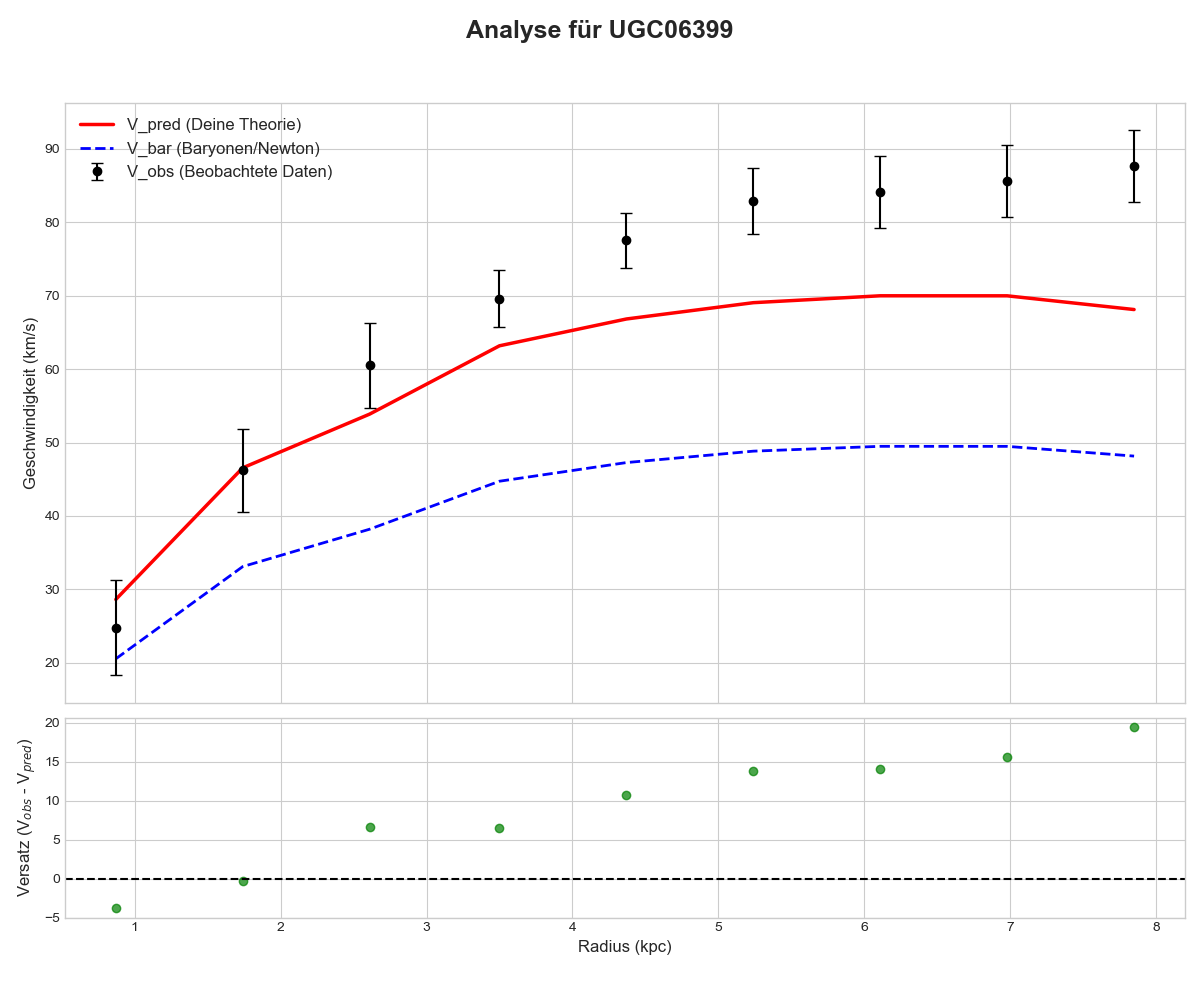 Analyse für UGC06399
V_pred (Deine Theorie)
V_bar (Baryonen/Newton)
V_obs (Beobachtete Daten)
Geschwindigkeit (km/s)
90
80
70
60
50
40
30
20
Versatz (V_obs - V_pred)
20
15
10
5
0
−5
1 2 3 4 5 6 7 8
Radius (kpc)